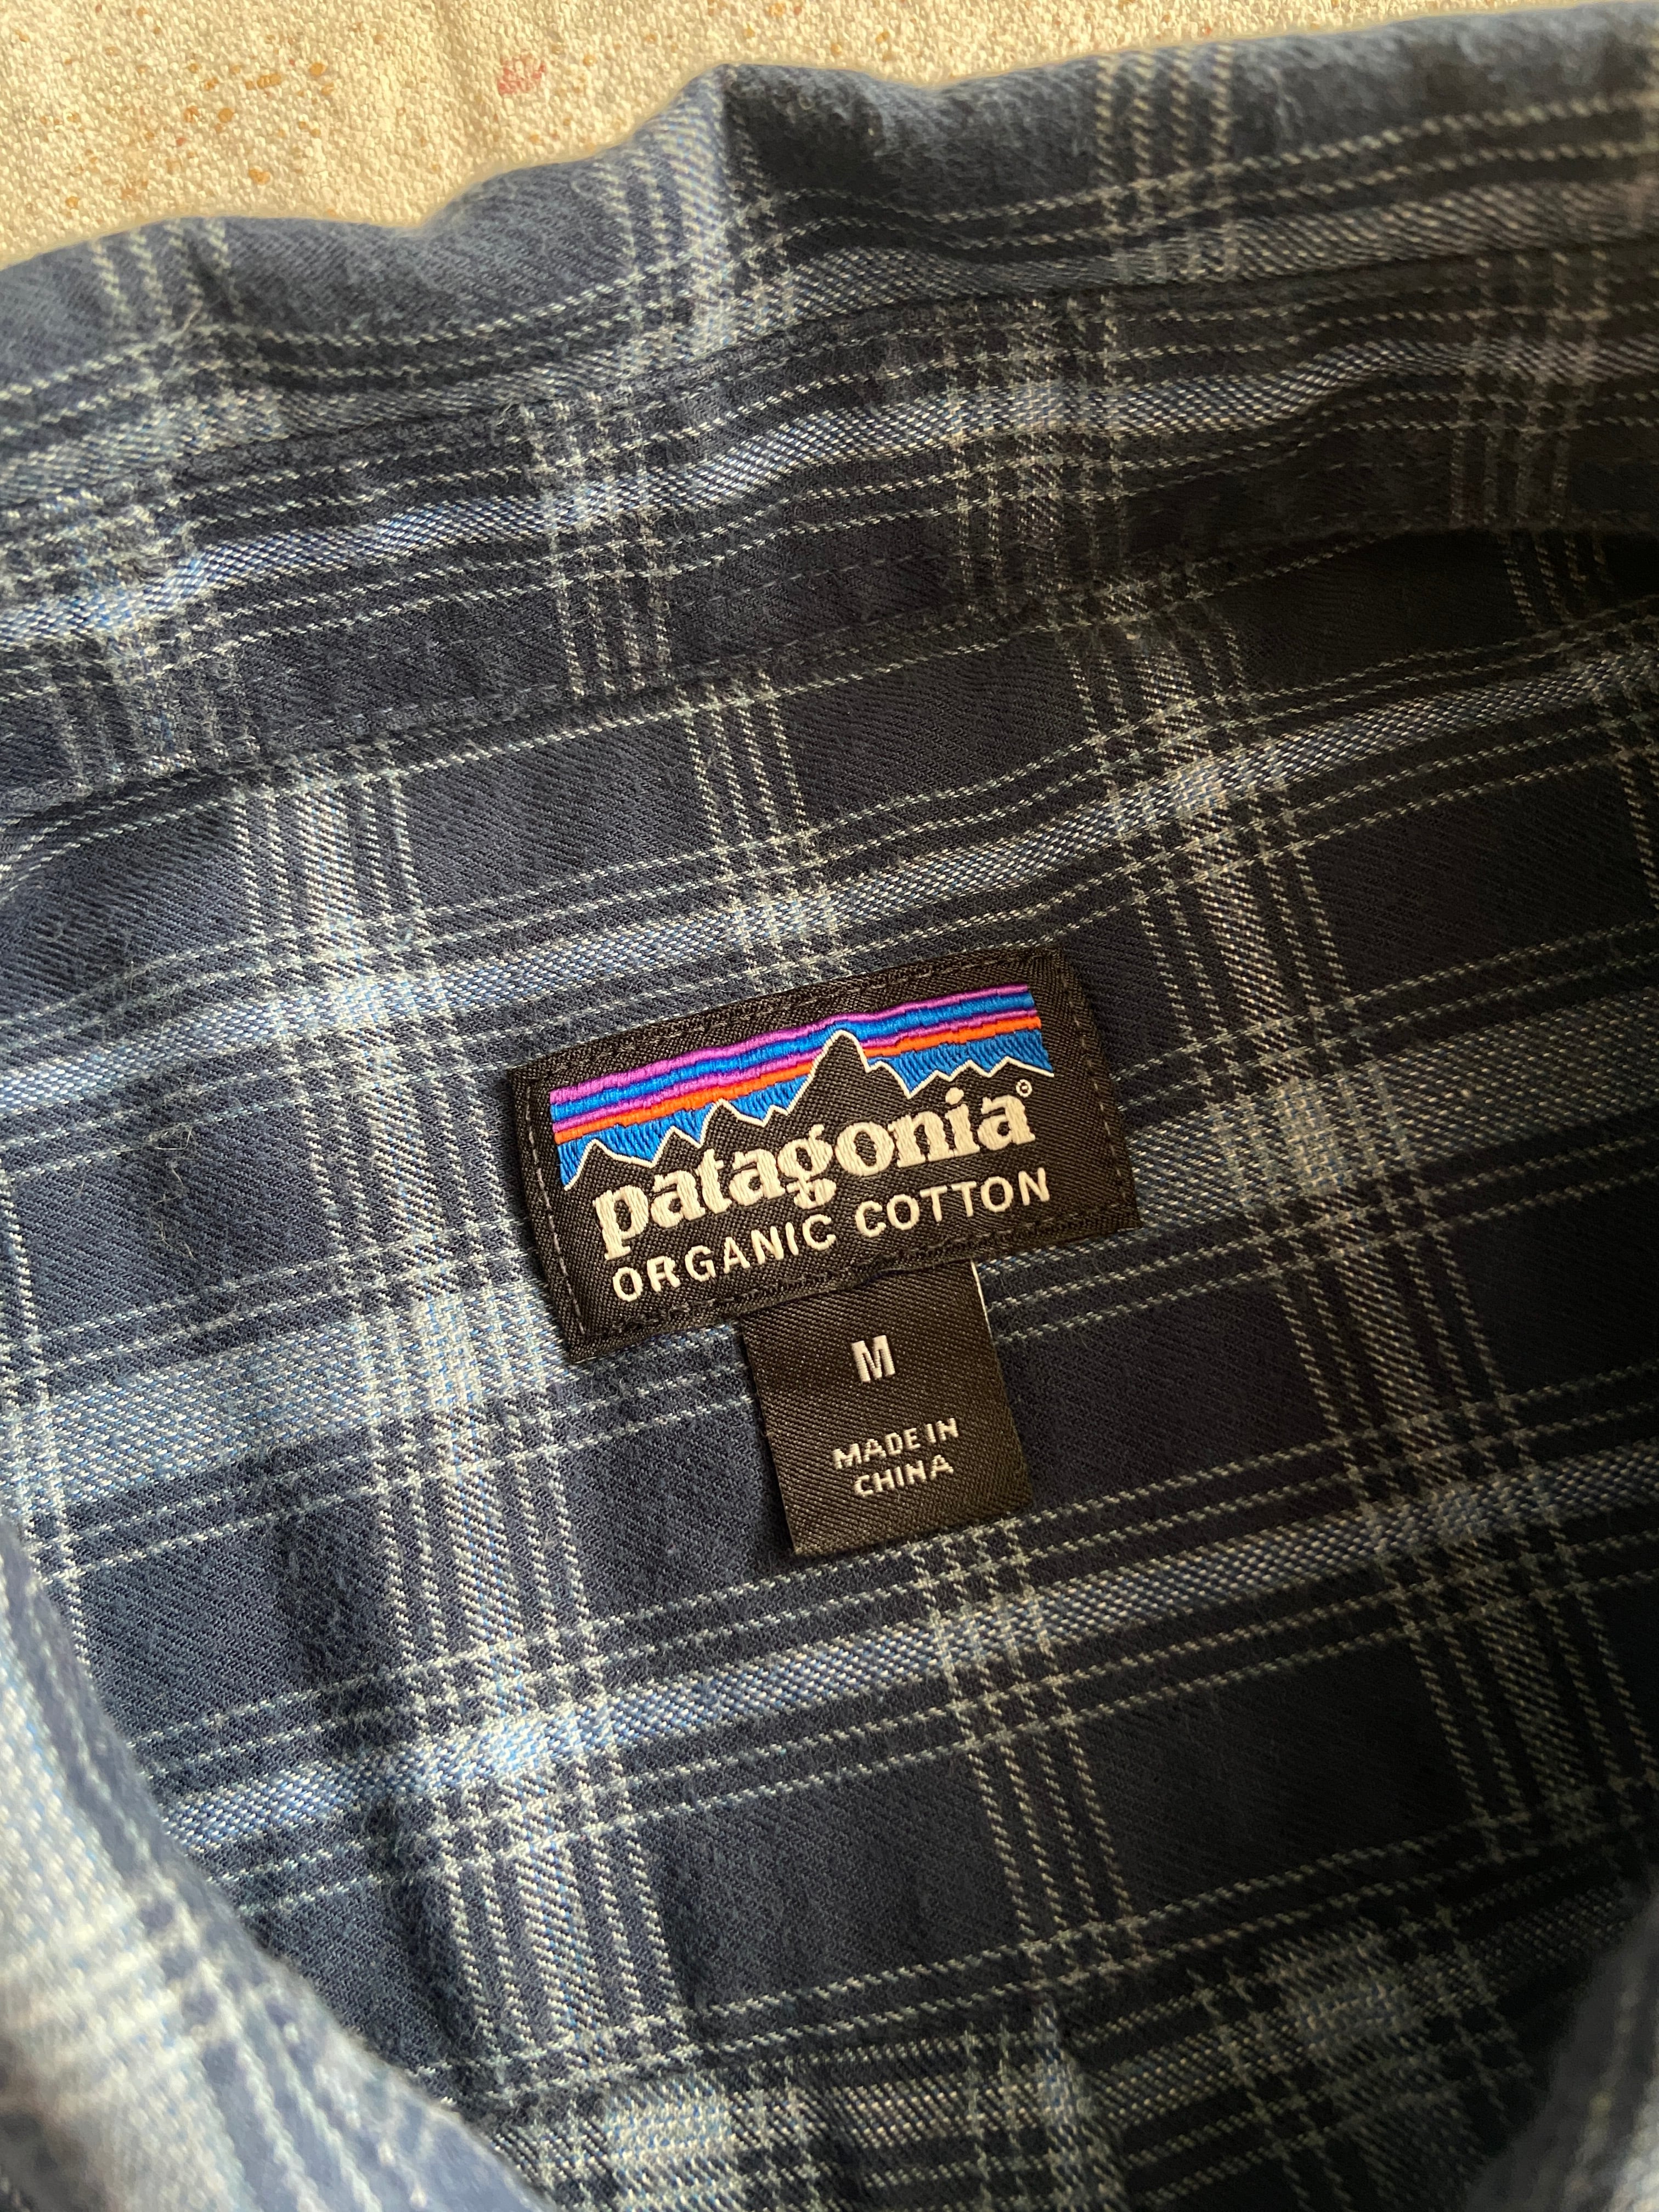 patagonia®
ORGANIC COTTON
M
MADE IN
CHINA